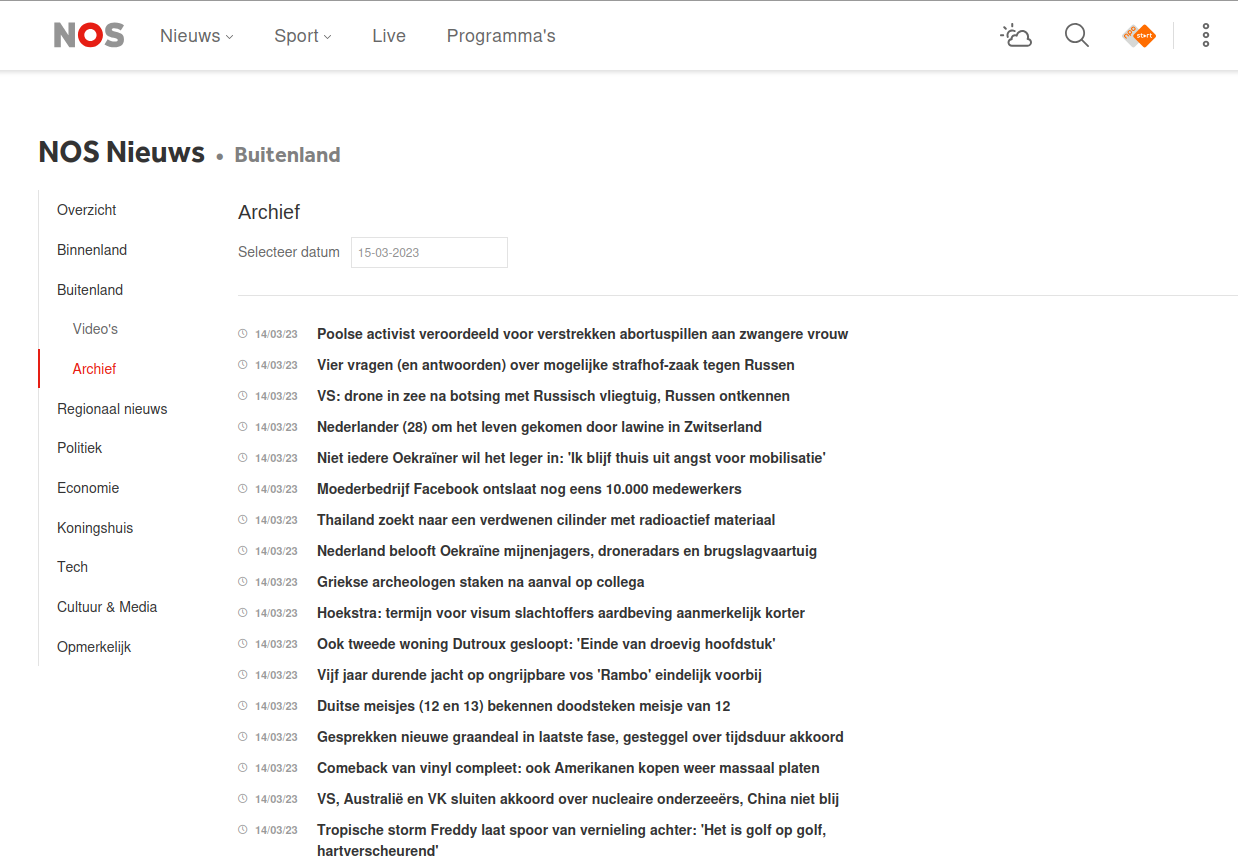 NOS Nieuws Sport Live Programma's npo start
NOS Nieuws • Buitenland
Overzicht
Binnenland
Buitenland
Video's
Archief
Regionaal nieuws
Politiek
Economie
Koningshuis
Tech
Cultuur & Media
Opmerkelijk
Archief
Selecteer datum 15-03-2023
14/03/23 Poolse activist veroordeeld voor verstrekken abortuspillen aan zwangere vrouw
14/03/23 Vier vragen (en antwoorden) over mogelijke strafhof-zaak tegen Russen
14/03/23 VS: drone in zee na botsing met Russisch vliegtuig, Russen ontkennen
14/03/23 Nederlander (28) om het leven gekomen door lawine in Zwitserland
14/03/23 Niet iedere Oekraïner wil het leger in: 'Ik blijf thuis uit angst voor mobilisatie'
14/03/23 Moederbedrijf Facebook ontslaat nog eens 10.000 medewerkers
14/03/23 Thailand zoekt naar een verdwenen cilinder met radioactief materiaal
14/03/23 Nederland belooft Oekraïne mijnenjagers, droneradars en brugslagvaartuig
14/03/23 Griekse archeologen staken na aanval op collega
14/03/23 Hoekstra: termijn voor visum slachtoffers aardbeving aanmerkelijk korter
14/03/23 Ook tweede woning Dutroux gesloopt: 'Einde van droevig hoofdstuk'
14/03/23 Vijf jaar durende jacht op ongrijpbare vos 'Rambo' eindelijk voorbij
14/03/23 Duitse meisjes (12 en 13) bekennen doodsteken meisje van 12
14/03/23 Gesprekken nieuwe graandeal in laatste fase, gesteggel over tijdsduur akkoord
14/03/23 Comeback van vinyl compleet: ook Amerikanen kopen weer massaal platen
14/03/23 VS, Australië en VK sluiten akkoord over nucleaire onderzeeërs, China niet blij
14/03/23 Tropische storm Freddy laat spoor van vernieling achter: 'Het is golf op golf,
hartverscheurend'